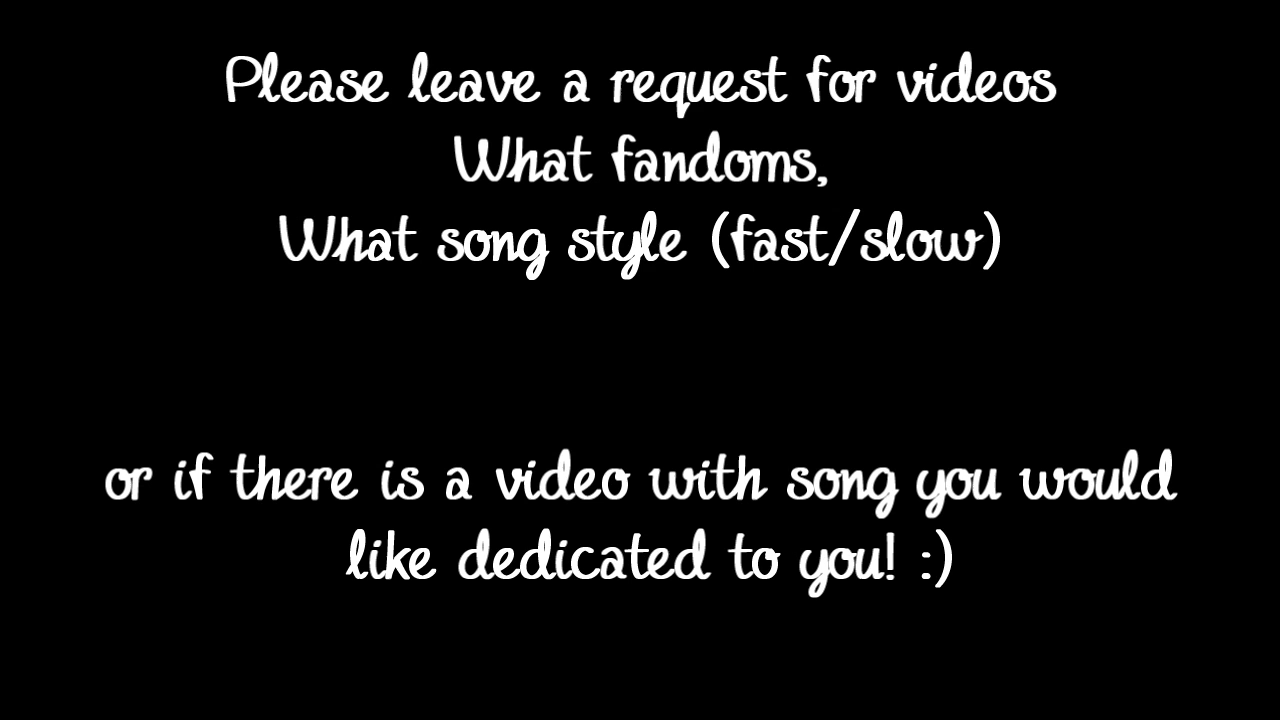 Please leave a request for videos
What fandoms,
What song style (fast/slow)
or if there is a video with song you would
like dedicated to you! :)